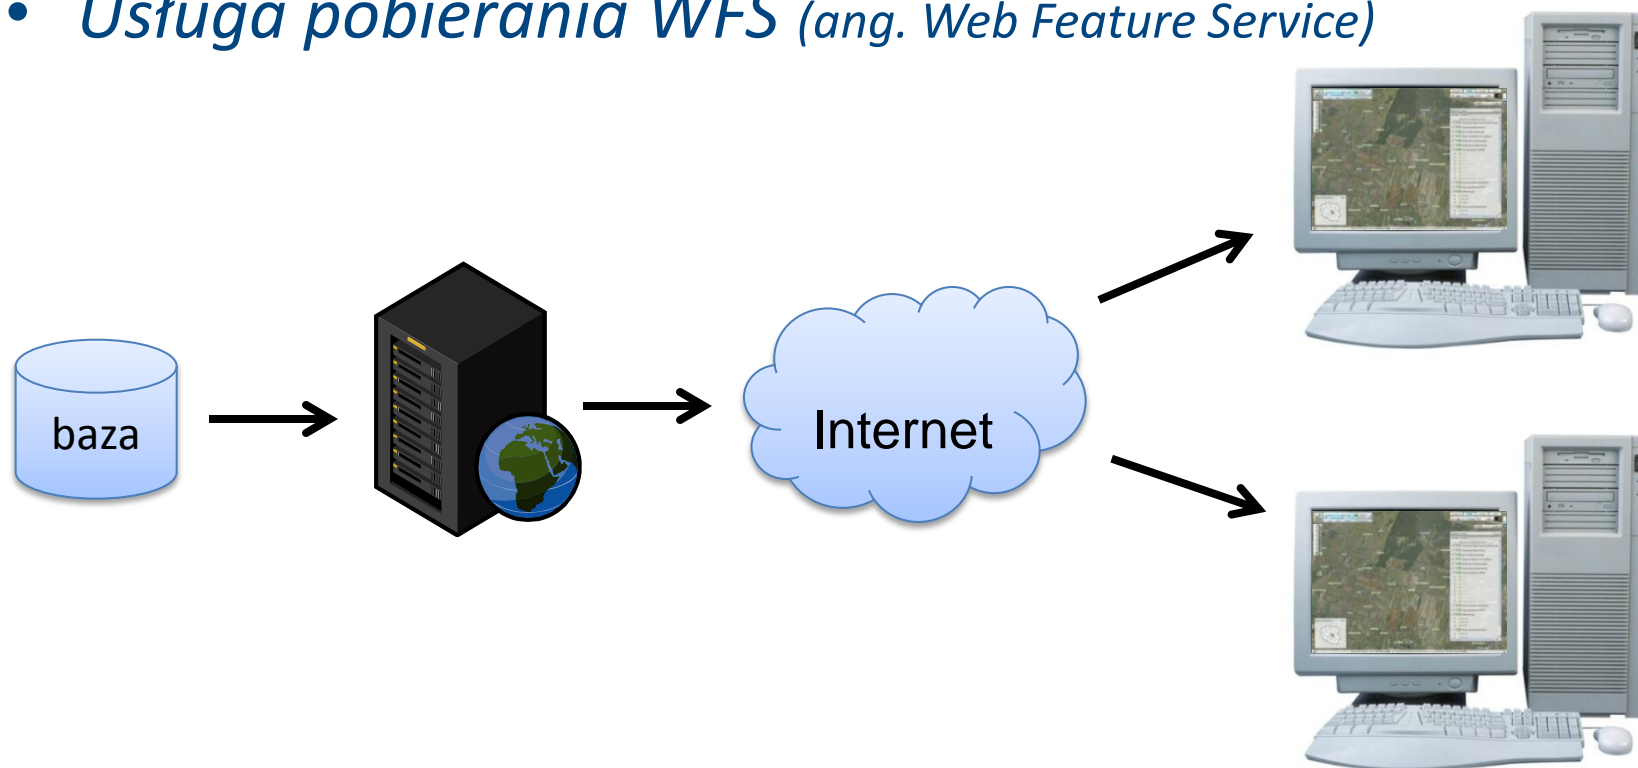 • Usługa pobierania WFS (ang. Web Feature Service)
baza
Internet